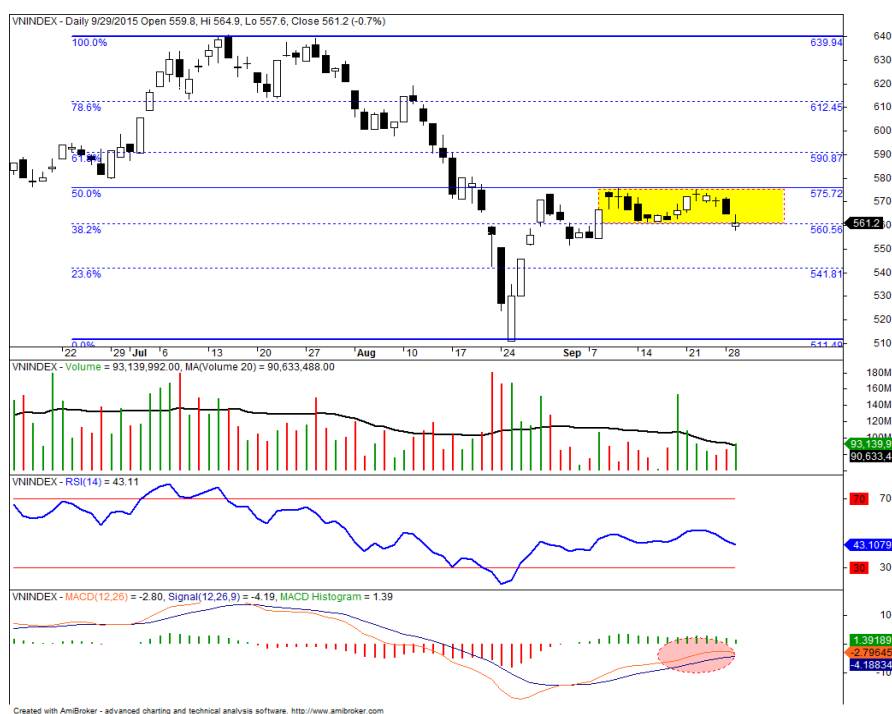 VNINDEX - Daily 9/29/2015 Open 559.8, Hi 564.9, Lo 557.6, Close 561.2 (-0.7%)
640
100.0% 639.94
630
620
610
78.6% 612.45
600
590
590.87
580
50.0% 575.72
570
561.2
38.2% 560.56
550
540
23.6% 541.81
530
520
510
0.0% 511.49
22 29 Jul 6 13 20 27 Aug 10 17 24 Sep 7 14 21 28
VNINDEX - Volume = 93,139,992.00, MA(Volume 20) = 90,633,488.00
180M
160M
140M
120M
100M
93,139,9
90,633,4
VNINDEX - RSI(14) = 43.11
70 70
43.1079
30 30
VNINDEX - MACD(12,26) = -2.80, Signal(12,26,9) = -4.19, MACD Histogram = 1.39
10
1.39189
-2.79645
-4.18834
-10
Created with AmiBroker - advanced charting and technical analysis software. http://www.amibroker.com